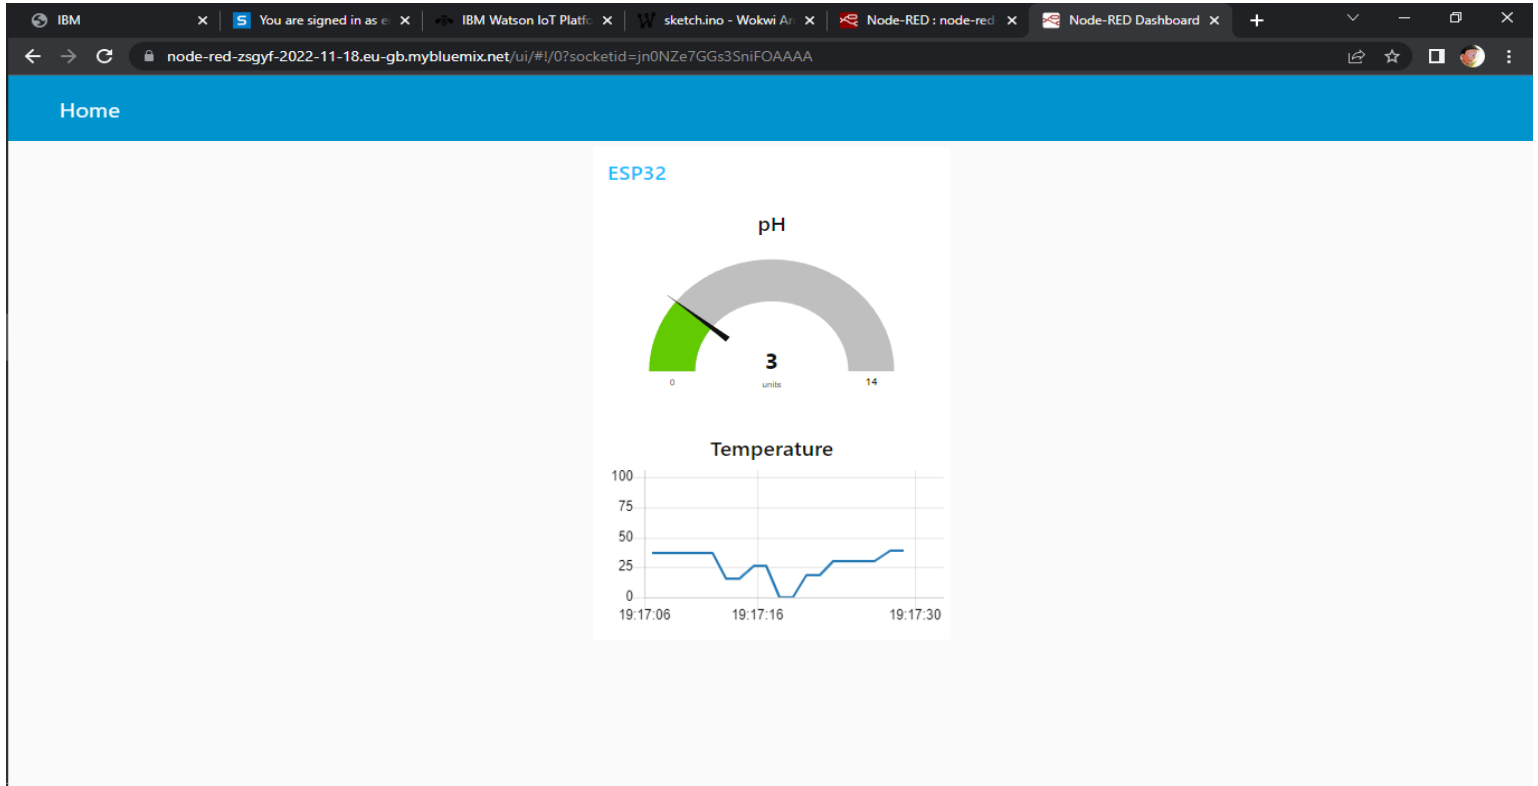 IBM
You are signed in as e
IBM Watson IoT Platfo
sketch.ino - Wokwi Ar
Node-RED : node-red
Node-RED Dashboard
node-red-zsgyf-2022-11-18.eu-gb.mybluemix.net/ui/#!/0?socketid=jn0NZe7GGs3SniFOAAAA
Home
ESP32
pH
3
0
units
14
Temperature
100
75
50
25
0
19:17:06
19:17:16
19:17:30